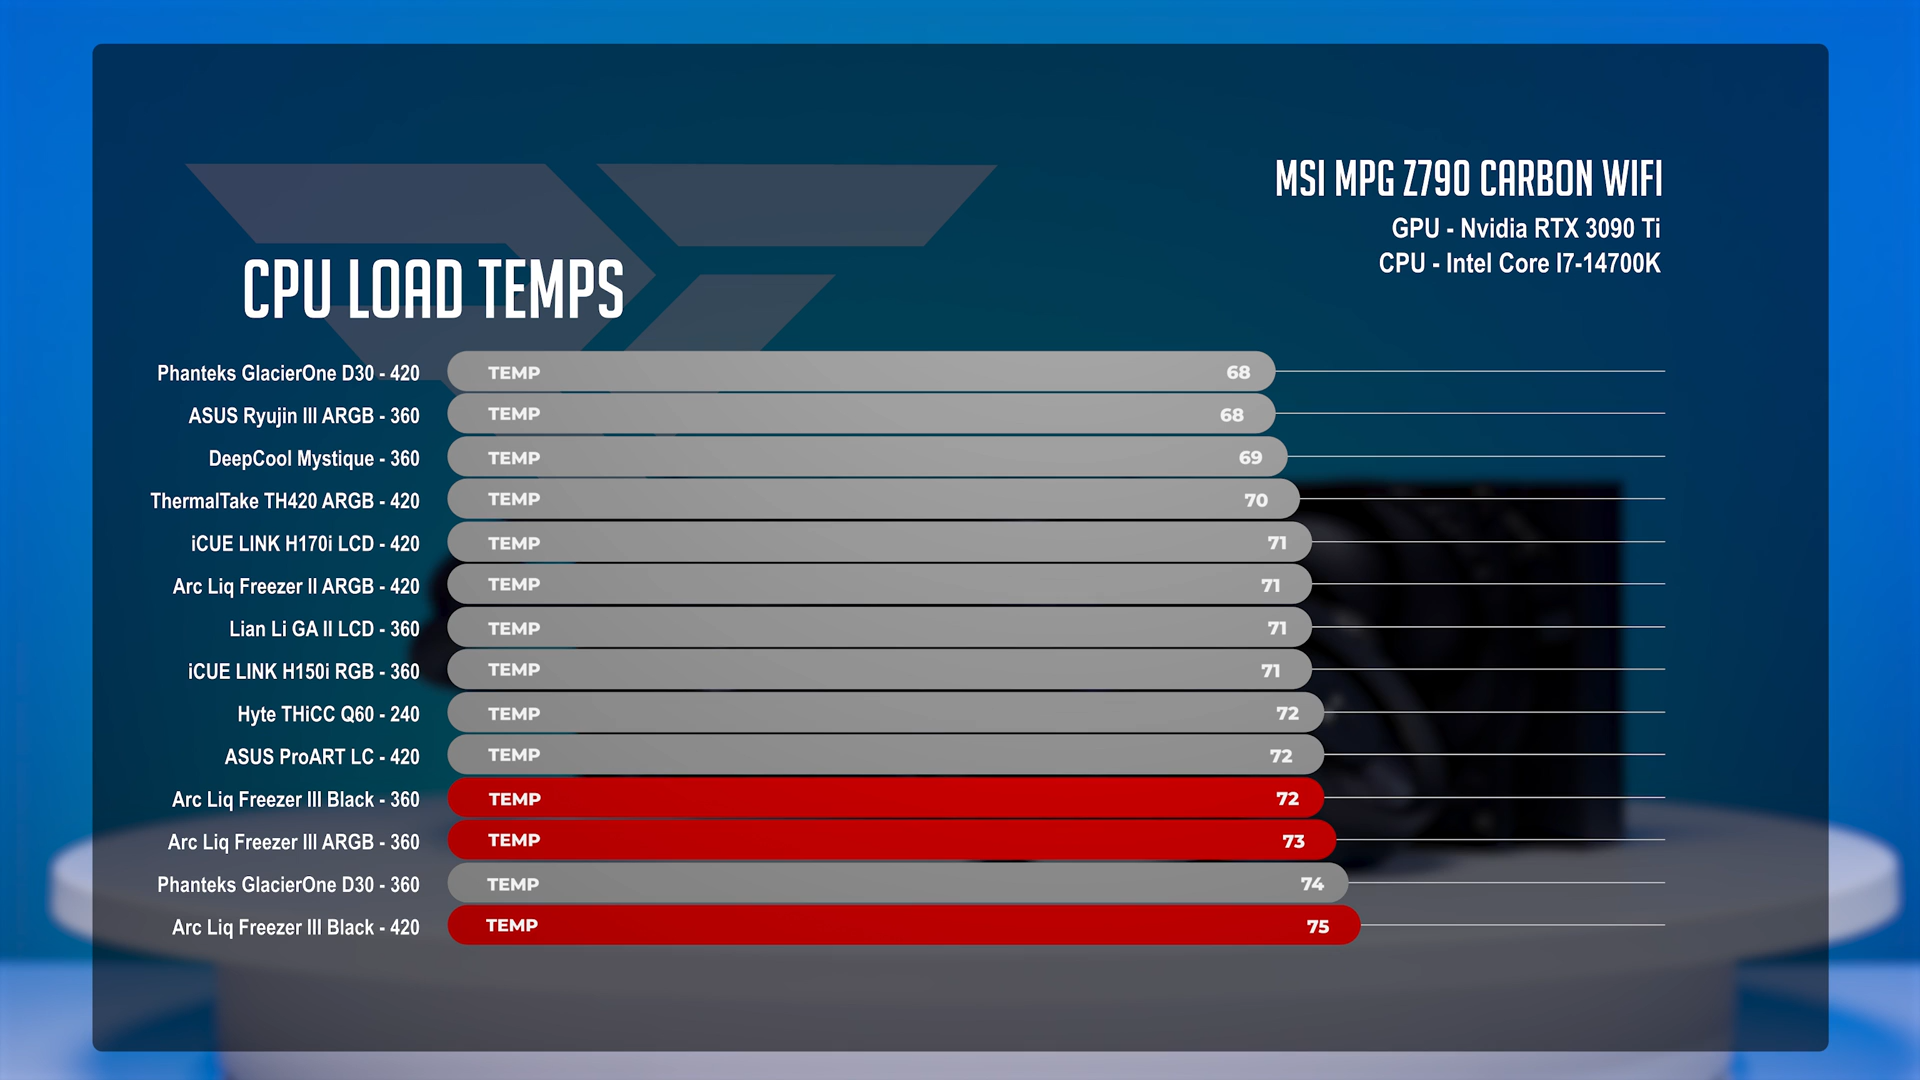 MSI MPG Z790 CARBON WIFI
GPU - Nvidia RTX 3090 Ti
CPU - Intel Core I7-14700K
CPU LOAD TEMPS
Phanteks GlacierOne D30 - 420 TEMP 68
ASUS Ryujin III ARGB - 360 TEMP 68
DeepCool Mystique - 360 TEMP 69
ThermalTake TH420 ARGB - 420 TEMP 70
iCUE LINK H170i LCD - 420 TEMP 71
Arc Liq Freezer II ARGB - 420 TEMP 71
Lian Li GA II LCD - 360 TEMP 71
iCUE LINK H150i RGB - 360 TEMP 71
Hyte THiCC Q60 - 240 TEMP 72
ASUS ProART LC - 420 TEMP 72
Arc Liq Freezer III Black - 360 TEMP 72
Arc Liq Freezer III ARGB - 360 TEMP 73
Phanteks GlacierOne D30 - 360 TEMP 74
Arc Liq Freezer III Black - 420 TEMP 75